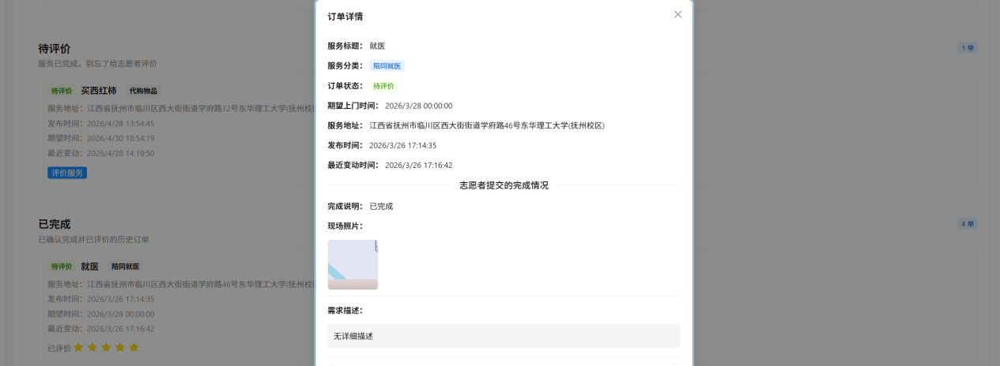 待评价
1 单
服务已完成，别忘了给志愿者评价
待评价 买西红柿 代购物品
服务地址：江西省抚州市临川区西大街街道学府路32号东华理工大学(抚州校区
发布时间：2026/4/28 13:54:45
期望时间：2026/4/30 18:54:19
最近变动：2026/4/28 14:19:50
评价服务
已完成
4 单
已确认完成并已评价的历史订单
待评价 就医 陪同就医
服务地址：江西省抚州市临川区西大街街道学府路46号东华理工大学(抚州校
发布时间：2026/3/26 17:14:35
期望时间：2026/3/28 00:00:00
最近变动：2026/3/26 17:16:42
已评价
订单详情
服务标题： 就医
服务分类： 陪同就医
订单状态： 待评价
期望上门时间： 2026/3/28 00:00:00
服务地址： 江西省抚州市临川区西大街街道学府路46号东华理工大学(抚州校区)
发布时间： 2026/3/26 17:14:35
最近变动时间： 2026/3/26 17:16:42
志愿者提交的完成情况
完成说明： 已完成
现场照片：
需求描述：
无详细描述